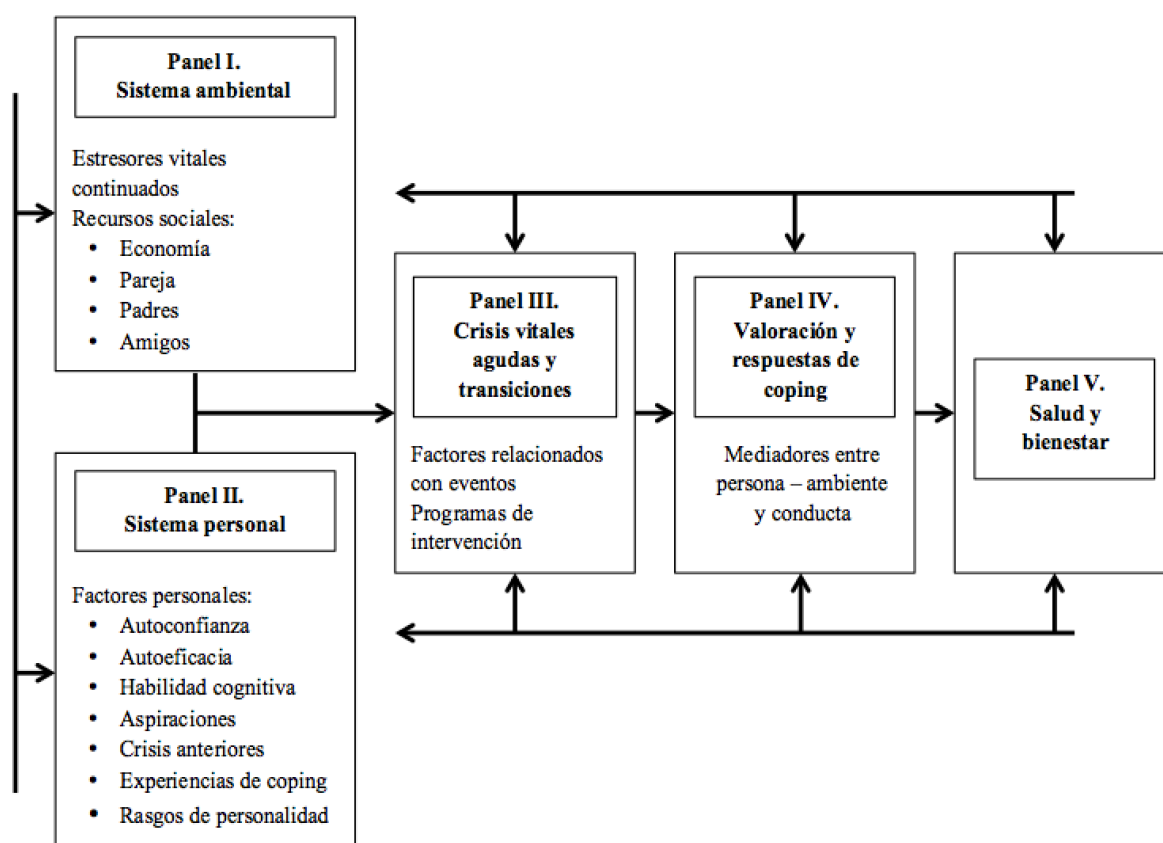 Panel I.
Sistema ambiental
Estresores vitales
continuados
Recursos sociales:
• Economía
• Pareja
• Padres
• Amigos
Panel II.
Sistema personal
Factores personales:
• Autoconfianza
• Autoeficacia
• Habilidad cognitiva
• Aspiraciones
• Crisis anteriores
• Experiencias de coping
• Rasgos de personalidad
Panel III.
Crisis vitales
agudas y
transiciones
Factores relacionados
con eventos
Programas de
intervención
Panel IV.
Valoración y
respuestas de
coping
Mediadores entre
persona – ambiente
y conducta
Panel V.
Salud y
bienestar